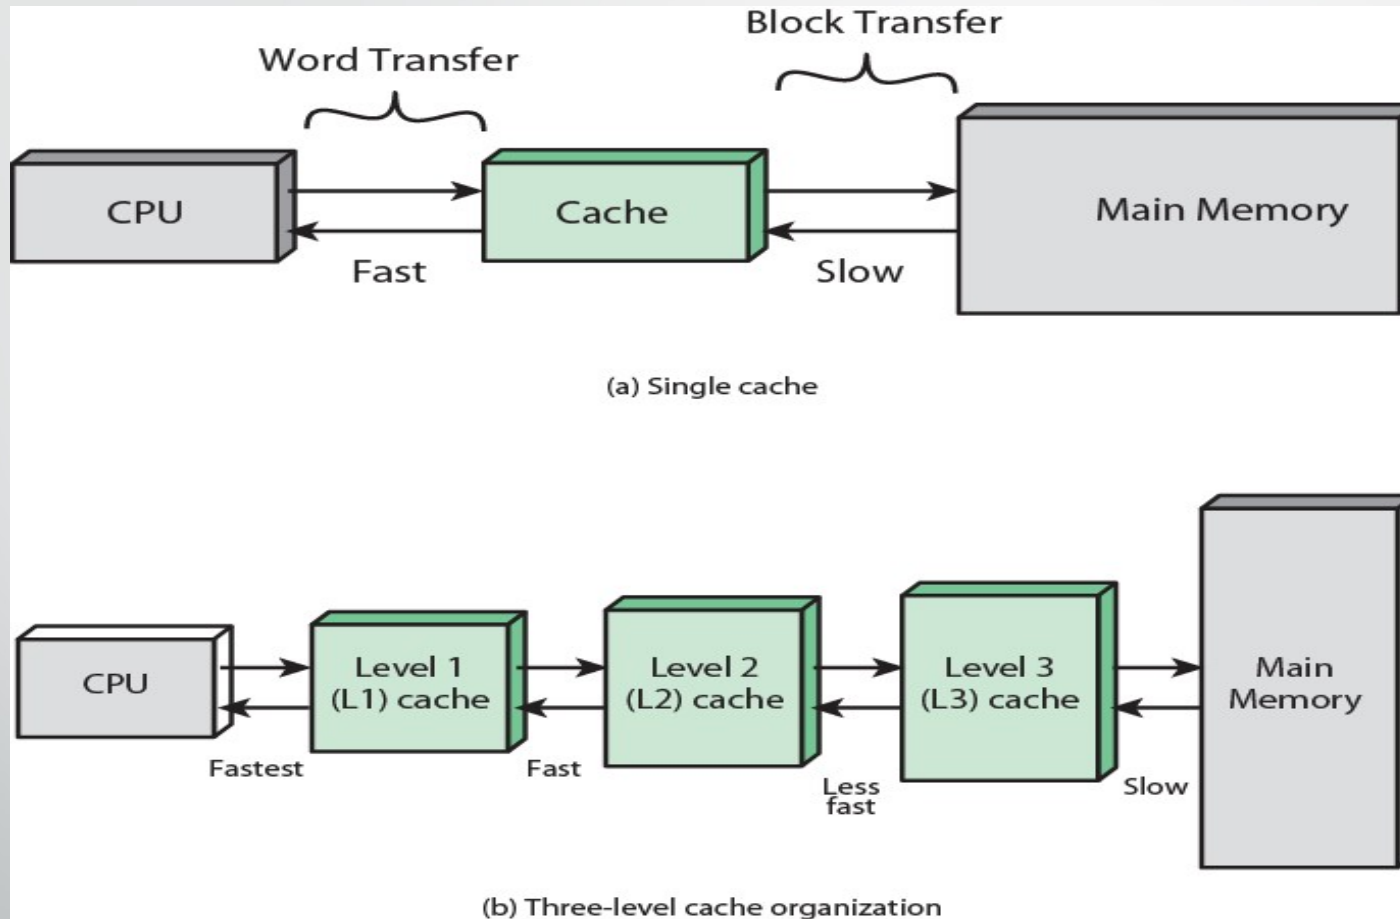 Block Transfer
Word Transfer
CPU
Cache
Main Memory
Fast
Slow
(a) Single cache
CPU
Level 1
(L1) cache
Level 2
(L2) cache
Level 3
(L3) cache
Main
Memory
Fastest
Fast
Less
fast
Slow
(b) Three-level cache organization